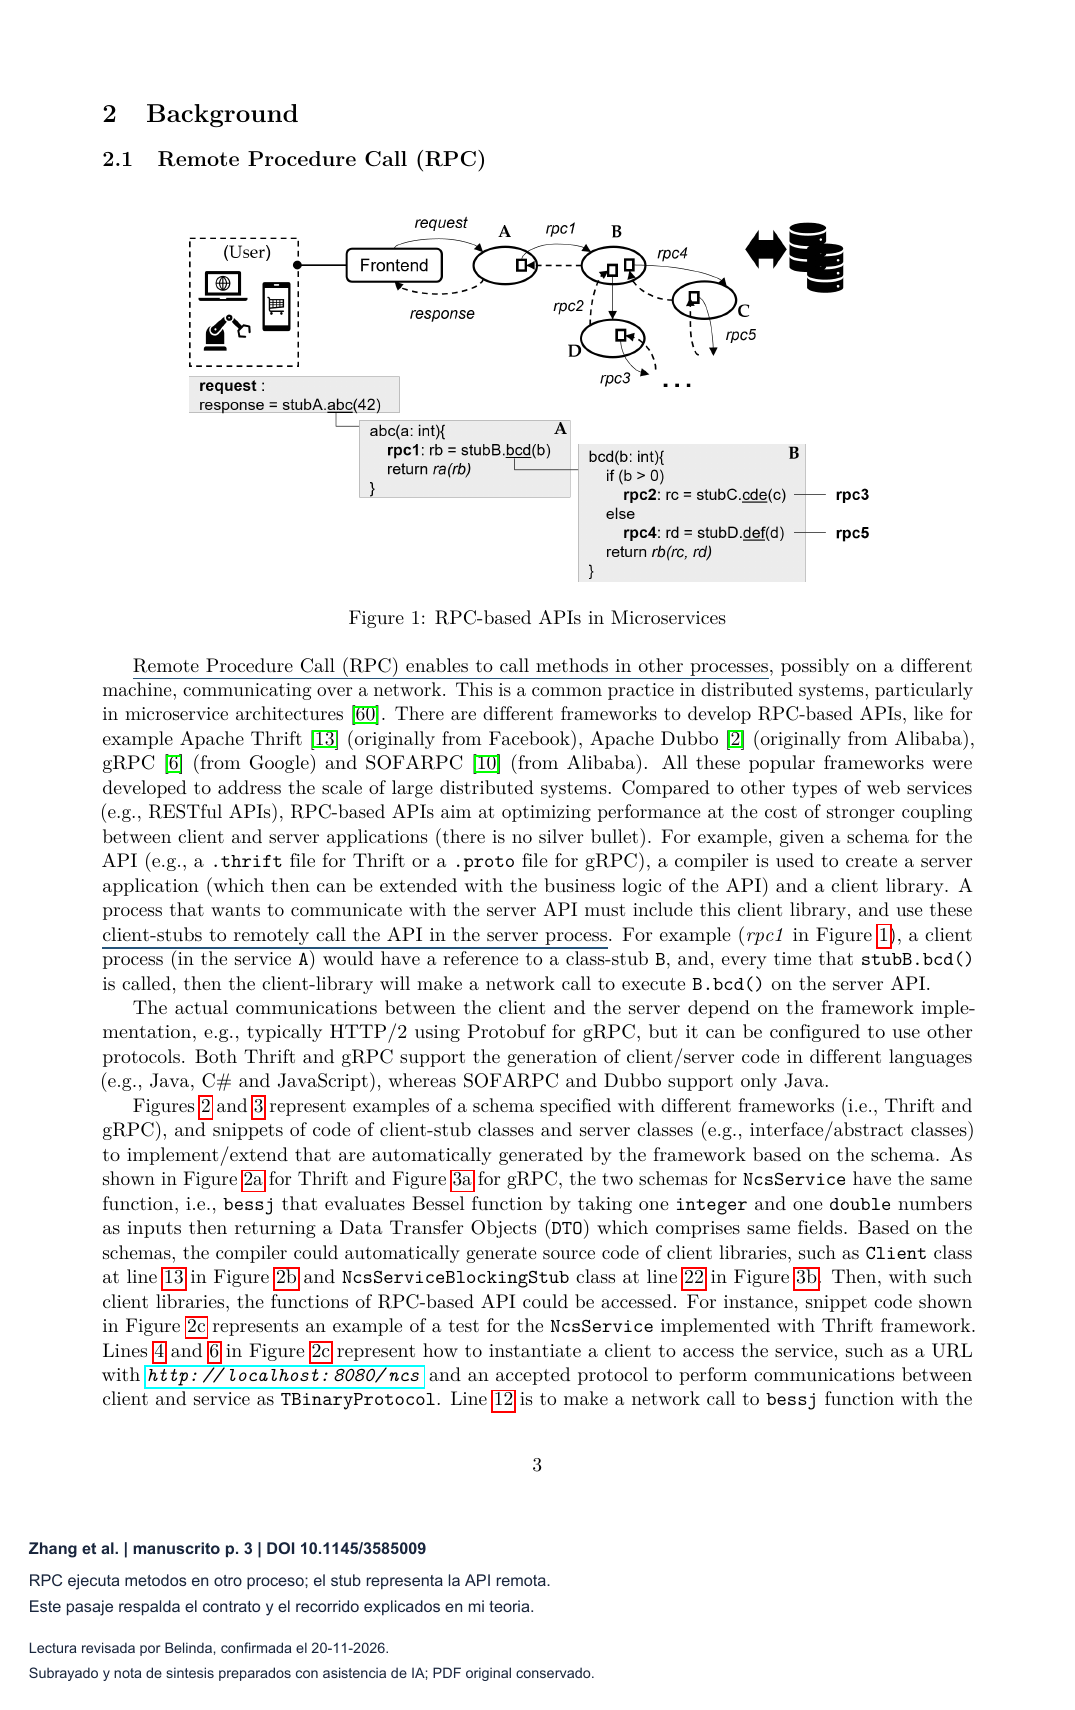 2 Background
2.1 Remote Procedure Call (RPC)
(User)
Frontend
request
response
A
rpc1
B
rpc4
rpc2
C
rpc5
D
rpc3
...
request :
response = stubA.abc(42)
abc(a: int){
A
rpc1: rb = stubB.bcd(b)
return ra(rb)
}
bcd(b: int){
B
if (b > 0)
rpc2: rc = stubC.cde(c)
rpc3
else
rpc4: rd = stubD.def(d)
rpc5
return rb(rc, rd)
}
Figure 1: RPC-based APIs in Microservices
Remote Procedure Call (RPC) enables to call methods in other processes, possibly on a different
machine, communicating over a network. This is a common practice in distributed systems, particularly
in microservice architectures [60]. There are different frameworks to develop RPC-based APIs, like for
example Apache Thrift [13] (originally from Facebook), Apache Dubbo [2] (originally from Alibaba),
gRPC [6] (from Google) and SOFARPC [10] (from Alibaba). All these popular frameworks were
developed to address the scale of large distributed systems. Compared to other types of web services
(e.g., RESTful APIs), RPC-based APIs aim at optimizing performance at the cost of stronger coupling
between client and server applications (there is no silver bullet). For example, given a schema for the
API (e.g., a .thrift file for Thrift or a .proto file for gRPC), a compiler is used to create a server
application (which then can be extended with the business logic of the API) and a client library. A
process that wants to communicate with the server API must include this client library, and use these
client-stubs to remotely call the API in the server process. For example (rpc1 in Figure 1), a client
process (in the service A) would have a reference to a class-stub B, and, every time that stubB.bcd()
is called, then the client-library will make a network call to execute B.bcd() on the server API.
The actual communications between the client and the server depend on the framework imple-
mentation, e.g., typically HTTP/2 using Protobuf for gRPC, but it can be configured to use other
protocols. Both Thrift and gRPC support the generation of client/server code in different languages
(e.g., Java, C# and JavaScript), whereas SOFARPC and Dubbo support only Java.
Figures 2 and 3 represent examples of a schema specified with different frameworks (i.e., Thrift and
gRPC), and snippets of code of client-stub classes and server classes (e.g., interface/abstract classes)
to implement/extend that are automatically generated by the framework based on the schema. As
shown in Figure 2a for Thrift and Figure 3a for gRPC, the two schemas for NcsService have the same
function, i.e., bessj that evaluates Bessel function by taking one integer and one double numbers
as inputs then returning a Data Transfer Objects (DTO) which comprises same fields. Based on the
schemas, the compiler could automatically generate source code of client libraries, such as Client class
at line 13 in Figure 2b and NcsServiceBlockingStub class at line 22 in Figure 3b. Then, with such
client libraries, the functions of RPC-based API could be accessed. For instance, snippet code shown
in Figure 2c represents an example of a test for the NcsService implemented with Thrift framework.
Lines 4 and 6 in Figure 2c represent how to instantiate a client to access the service, such as a URL
with http://localhost:8080/ncs and an accepted protocol to perform communications between
client and service as TBinaryProtocol. Line 12 is to make a network call to bessj function with the
3
Zhang et al. | manuscrito p. 3 | DOI 10.1145/3585009
RPC ejecuta metodos en otro proceso; el stub representa la API remota.
Este pasaje respalda el contrato y el recorrido explicados en mi teoria.
Lectura revisada por Belinda, confirmada el 20-11-2026.
Subrayado y nota de sintesis preparados con asistencia de IA; PDF original conservado.